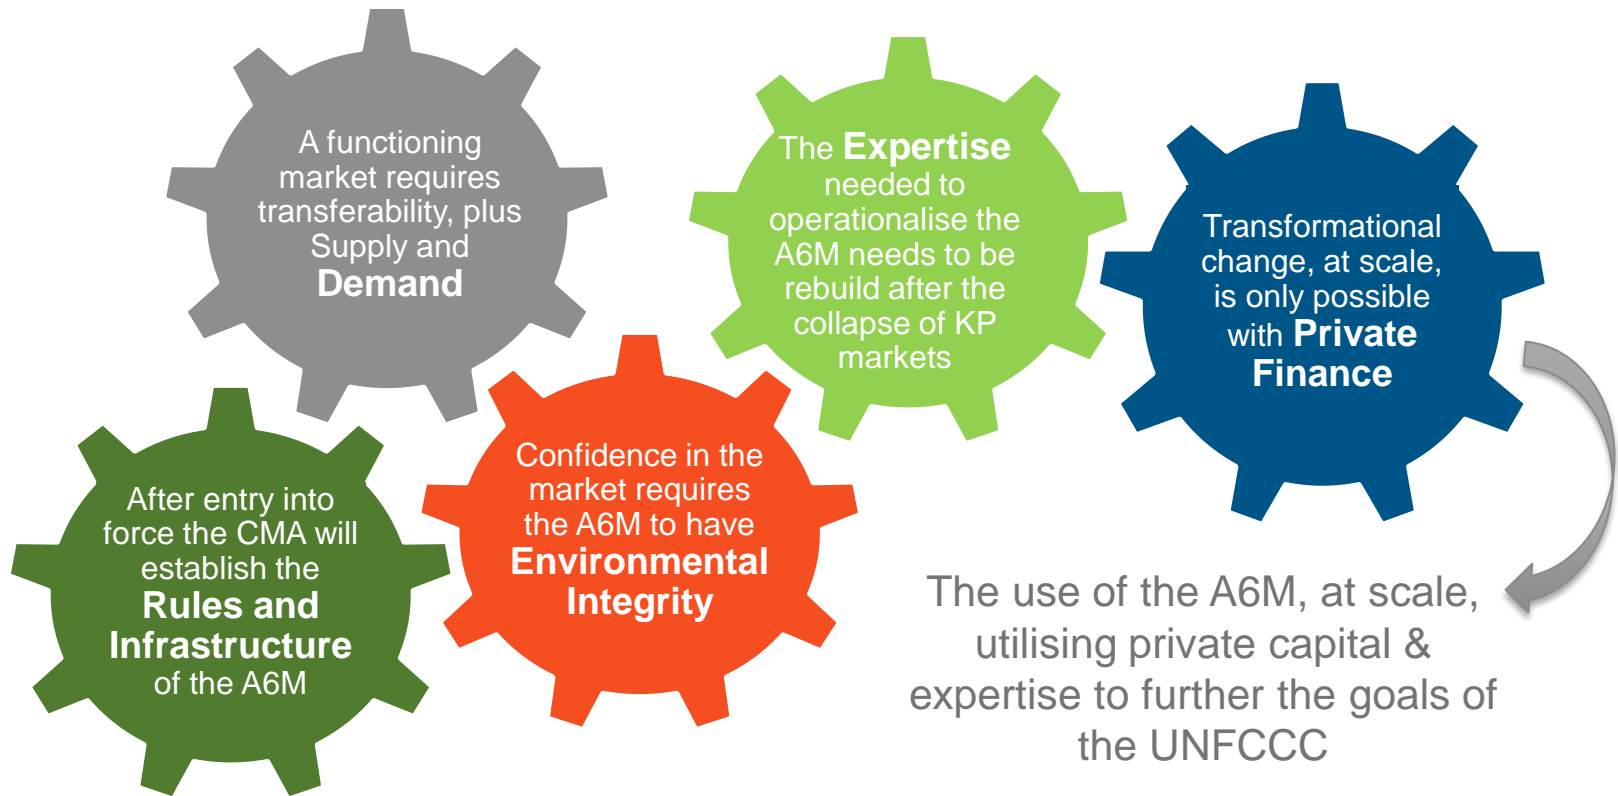 A functioning
market requires
transferability, plus
Supply and
Demand
The Expertise
needed to
operationalise the
A6M needs to be
rebuild after the
collapse of KP
markets
Transformational
change, at scale,
is only possible
with Private
Finance
After entry into
force the CMA will
establish the
Rules and
Infrastructure
of the A6M
Confidence in the
market requires
the A6M to have
Environmental
Integrity
The use of the A6M, at scale,
utilising private capital &
expertise to further the goals of
the UNFCCC